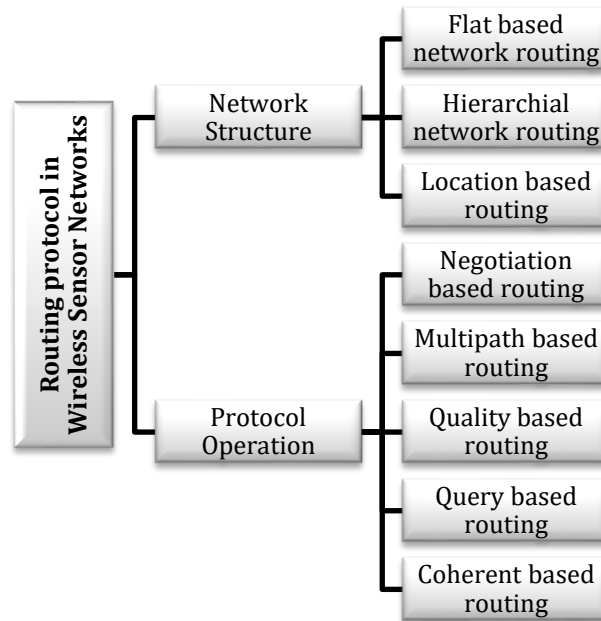 Routing protocol in
Wireless Sensor Networks
Network
Structure
Flat based
network routing
Hierarchial
network routing
Location based
routing
Protocol
Operation
Negotiation
based routing
Multipath based
routing
Quality based
routing
Query based
routing
Coherent based
routing